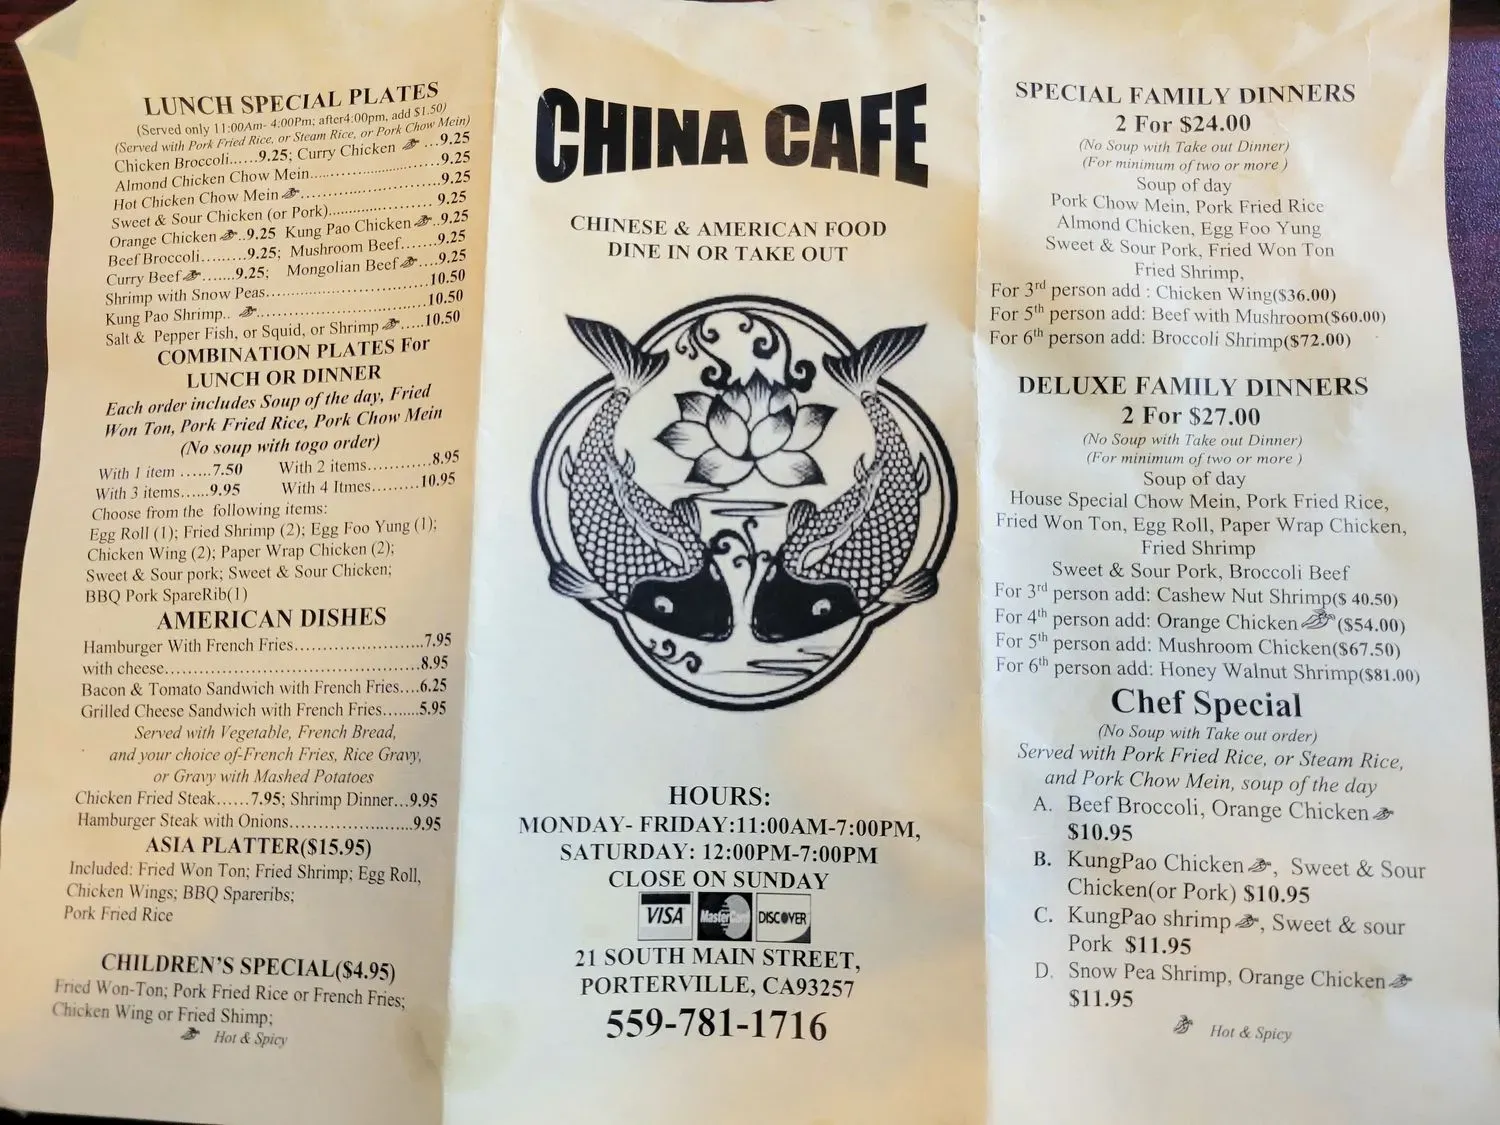 LUNCH SPECIAL PLATES
(Served only 11:00Am- 4:00Pm; after4:00pm, add $1.50)
(Served with Pork Fried Rice, or Steam Rice, or Pork Chow Mein)
Chicken Broccoli......9.25; Curry Chicken ...9.25
Almond Chicken Chow Mein..........................9.25
Hot Chicken Chow Mein.............................9.25
Sweet & Sour Chicken (or Pork)..................... 9.25
Orange Chicken..9.25 Kung Pao Chicken..9.25
Beef Broccoli.........9.25; Mushroom Beef.......9.25
Curry Beef.......9.25; Mongolian Beef....9.25
Shrimp with Snow Peas...........................10.50
Kung Pao Shrimp.. ..............................10.50
Salt & Pepper Fish, or Squid, or Shrimp.....10.50
COMBINATION PLATES For
LUNCH OR DINNER
Each order includes Soup of the day, Fried
Won Ton, Pork Fried Rice, Pork Chow Mein
(No soup with togo order)
With 1 item ......7.50 With 2 items............8.95
With 3 items......9.95 With 4 Itmes.........10.95
Choose from the following items:
Egg Roll (1); Fried Shrimp (2); Egg Foo Yung (1);
Chicken Wing (2); Paper Wrap Chicken (2);
Sweet & Sour pork; Sweet & Sour Chicken;
BBQ Pork SpareRib(1)
AMERICAN DISHES
Hamburger With French Fries........................7.95
with cheese................................................8.95
Bacon & Tomato Sandwich with French Fries....6.25
Grilled Cheese Sandwich with French Fries.......5.95
Served with Vegetable, French Bread,
and your choice of-French Fries, Rice Gravy,
or Gravy with Mashed Potatoes
Chicken Fried Steak......7.95; Shrimp Dinner...9.95
Hamburger Steak with Onions.......................9.95
ASIA PLATTER($15.95)
Included: Fried Won Ton; Fried Shrimp; Egg Roll,
Chicken Wings; BBQ Spareribs;
Pork Fried Rice
CHILDREN'S SPECIAL($4.95)
Fried Won-Ton; Pork Fried Rice or French Fries;
Chicken Wing or Fried Shimp;
Hot & Spicy
CHINA CAFE
CHINESE & AMERICAN FOOD
DINE IN OR TAKE OUT
HOURS:
MONDAY- FRIDAY:11:00AM-7:00PM,
SATURDAY: 12:00PM-7:00PM
CLOSE ON SUNDAY
VISA MasterCard DISCOVER
21 SOUTH MAIN STREET,
PORTERVILLE, CA93257
559-781-1716
SPECIAL FAMILY DINNERS
2 For $24.00
(No Soup with Take out Dinner)
(For minimum of two or more )
Soup of day
Pork Chow Mein, Pork Fried Rice
Almond Chicken, Egg Foo Yung
Sweet & Sour Pork, Fried Won Ton
Fried Shrimp,
For 3rd person add : Chicken Wing($36.00)
For 5th person add: Beef with Mushroom($60.00)
For 6th person add: Broccoli Shrimp($72.00)
DELUXE FAMILY DINNERS
2 For $27.00
(No Soup with Take out Dinner)
(For minimum of two or more )
Soup of day
House Special Chow Mein, Pork Fried Rice,
Fried Won Ton, Egg Roll, Paper Wrap Chicken,
Fried Shrimp
Sweet & Sour Pork, Broccoli Beef
For 3rd person add: Cashew Nut Shrimp($ 40.50)
For 4th person add: Orange Chicken ($54.00)
For 5th person add: Mushroom Chicken($67.50)
For 6th person add: Honey Walnut Shrimp($81.00)
Chef Special
(No Soup with Take out order)
Served with Pork Fried Rice, or Steam Rice,
and Pork Chow Mein, soup of the day
A. Beef Broccoli, Orange Chicken
$10.95
B. KungPao Chicken, Sweet & Sour
Chicken(or Pork) $10.95
C. KungPao shrimp, Sweet & sour
Pork $11.95
D. Snow Pea Shrimp, Orange Chicken
$11.95
Hot & Spicy